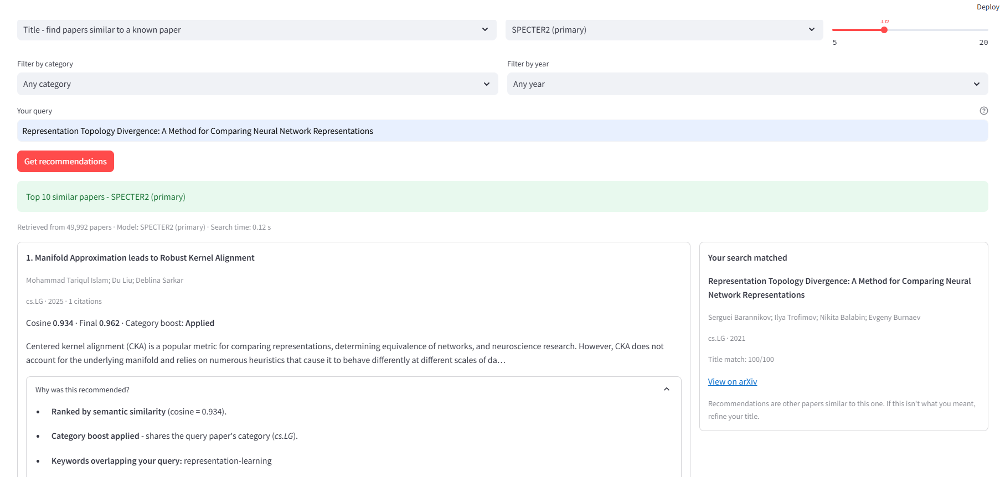 Deploy
Title - find papers similar to a known paper
SPECTER2 (primary)
10
5
20
Filter by category
Filter by year
Any category
Any year
Your query
Representation Topology Divergence: A Method for Comparing Neural Network Representations
Get recommendations
Top 10 similar papers - SPECTER2 (primary)
Retrieved from 49,992 papers · Model: SPECTER2 (primary) · Search time: 0.12 s
1. Manifold Approximation leads to Robust Kernel Alignment
Mohammad Tariqul Islam; Du Liu; Deblina Sarkar
cs.LG · 2025 · 1 citations
Cosine 0.934 · Final 0.962 · Category boost: Applied
Centered kernel alignment (CKA) is a popular metric for comparing representations, determining equivalence of networks, and neuroscience research. However, CKA does not
account for the underlying manifold and relies on numerous heuristics that cause it to behave differently at different scales of da…
Why was this recommended?
• Ranked by semantic similarity (cosine = 0.934).
• Category boost applied - shares the query paper's category (cs.LG).
• Keywords overlapping your query: representation-learning
Your search matched
Representation Topology Divergence: A Method for Comparing Neural
Network Representations
Serguei Barannikov; Ilya Trofimov; Nikita Balabin; Evgeny Burnaev
cs.LG · 2021
Title match: 100/100
View on arXiv
Recommendations are other papers similar to this one. If this isn't what you meant,
refine your title.